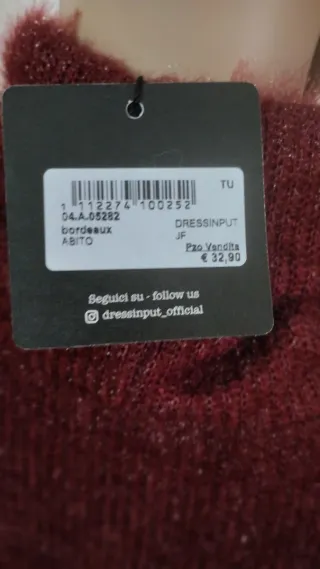 TU
1 112274 100252
04.A.05282
bordeaux
DRESSINPUT
ABITO
JF
Pzo Vendita
€ 32,90
Seguici su - follow us
dressinput_official